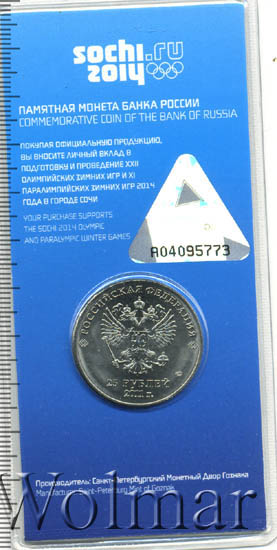 sochi.ru
2014
ПАМЯТНАЯ МОНЕТА БАНКА РОССИИ
COMMEMORATIVE COIN OF THE BANK OF RUSSIA
ПОКУПАЯ ОФИЦИАЛЬНУЮ ПРОДУКЦИЮ,
ВЫ ВНОСИТЕ ЛИЧНЫЙ ВКЛАД В
ПОДГОТОВКУ И ПРОВЕДЕНИЕ XXII
ОЛИМПИЙСКИХ ЗИМНИХ ИГР И XI
ПАРАЛИМПИЙСКИХ ЗИМНИХ ИГР 2014
ГОДА В ГОРОДЕ СОЧИ
YOUR PURCHASE SUPPORTS
THE SOCHI 2014 OLYMPIC
AND PARALYMPIC WINTER GAMES
A04095773
РОССИЙСКАЯ ФЕДЕРАЦИЯ
25 РУБЛЕЙ
2011 г.
Производитель: Санкт-Петербургский Монетный Двор Гознака
Manufacturer: Saint-Petersburg Mint of Goznak
Wolmar